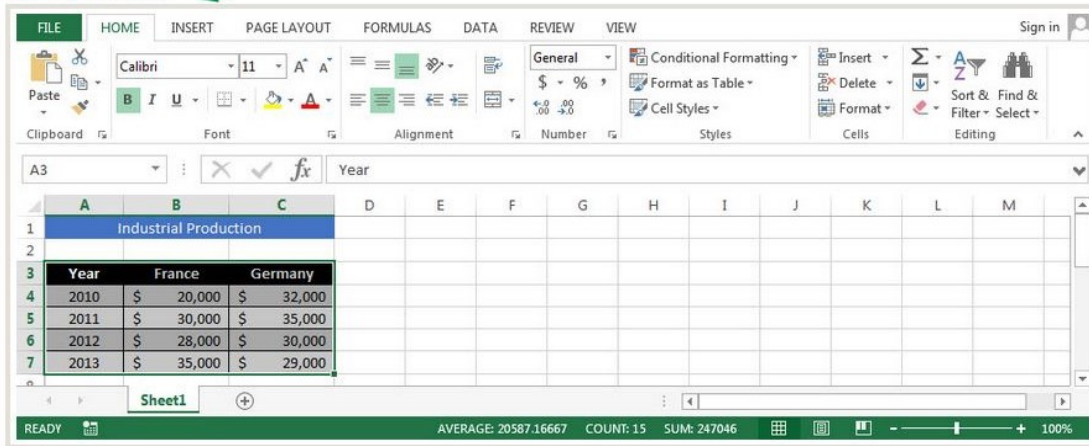 FILE HOME INSERT PAGE LAYOUT FORMULAS DATA REVIEW VIEW Sign in
Calibri 11 A A General Conditional Formatting Insert Σ A Z
Paste B I U A $ % , Format as Table Delete Sort & Find &
.00 .00 Cell Styles Format Filter Select
Clipboard Font Alignment Number Styles Cells Editing
A3 fx Year
A B C D E F G H I J K L M
1 Industrial Production
2
3 Year France Germany
4 2010 $ 20,000 $ 32,000
5 2011 $ 30,000 $ 35,000
6 2012 $ 28,000 $ 30,000
7 2013 $ 35,000 $ 29,000
Sheet1
READY AVERAGE: 20587.16667 COUNT: 15 SUM: 247046 100%